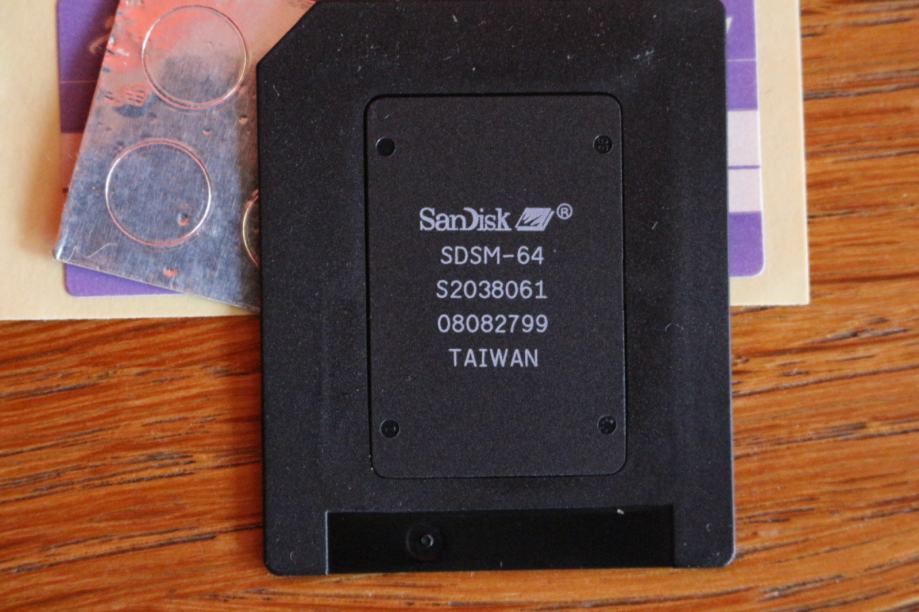 SanDisk ®
SDSM-64
S2038061
08082799
TAIWAN